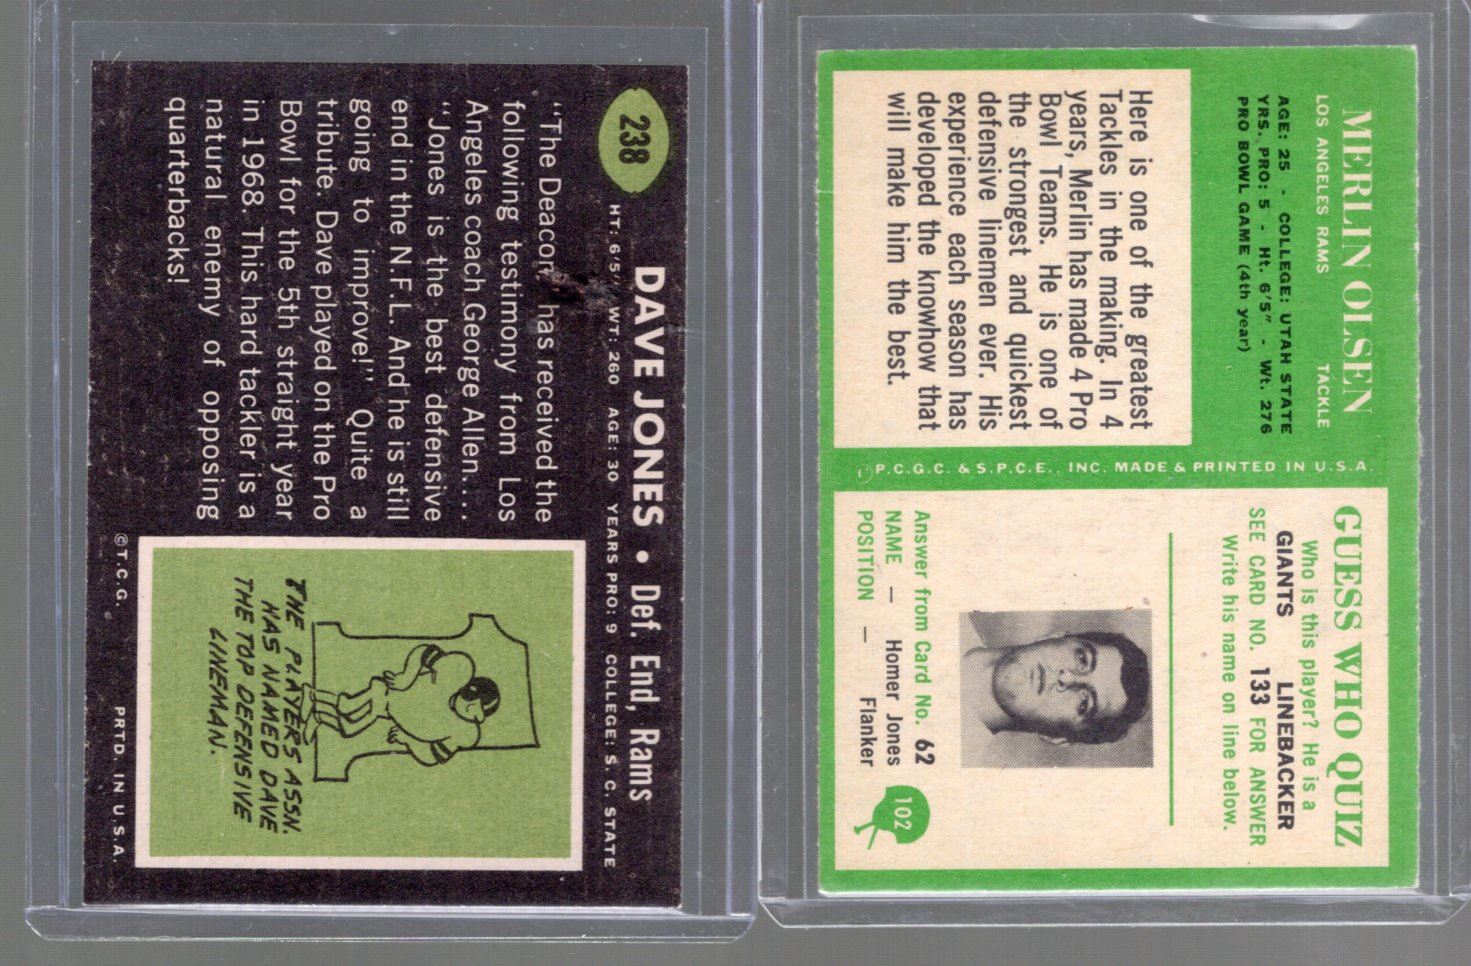 238
DAVE JONES • Def. End, Rams
HT: 6'5" WT: 260 AGE: 30 YEARS PRO: 9 COLLEGE: S. C. STATE
"The Deacon" has received the
following testimony from Los
Angeles coach George Allen....
"Jones is the best defensive
end in the N.F.L. And he is still
going to improve!" Quite a
tribute. Dave played on the Pro
Bowl for the 5th straight year
in 1968. This hard tackler is a
natural enemy of opposing
quarterbacks!
THE PLAYERS ASSN.
HAS NAMED DAVE
THE TOP DEFENSIVE
LINEMAN.
©T.C.G. PRTD. IN U.S.A.
MERLIN OLSEN
LOS ANGELES RAMS TACKLE
AGE: 25 - COLLEGE: UTAH STATE
YRS. PRO: 5 - Ht. 6'5" - Wt. 276
PRO BOWL GAME (4th year)
Here is one of the greatest
Tackles in the making. In 4
years, Merlin has made 4 Pro
Bowl Teams. He is one of
the strongest and quickest
defensive linemen ever. His
experience each season has
developed the knowhow that
will make him the best.
©P.C.G.C. & S.P.C.E., INC. MADE & PRINTED IN U.S.A.
GUESS WHO QUIZ
Who is this player? He is a
GIANTS LINEBACKER
SEE CARD NO. 133 FOR ANSWER
Write his name on line below.
Answer from Card No. 62
NAME — Homer Jones
POSITION — Flanker
102